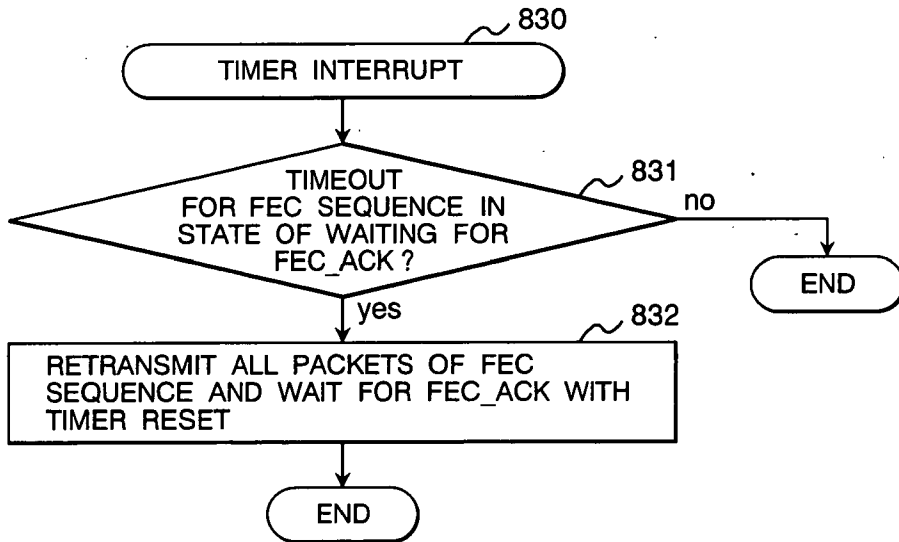 830
TIMER INTERRUPT
831
TIMEOUT
FOR FEC SEQUENCE IN
STATE OF WAITING FOR
FEC_ACK ?
no
END
yes
832
RETRANSMIT ALL PACKETS OF FEC
SEQUENCE AND WAIT FOR FEC_ACK WITH
TIMER RESET
END